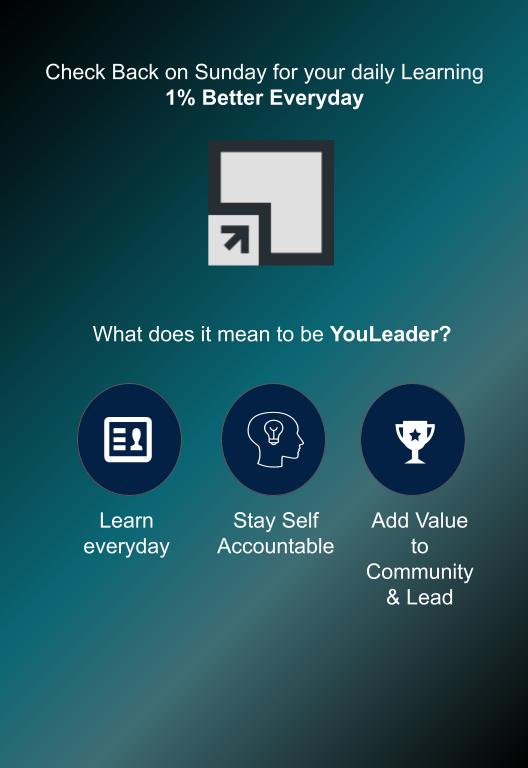 Check Back on Sunday for your daily Learning
1% Better Everyday
What does it mean to be YouLeader?
Learn
everyday
Stay Self
Accountable
Add Value
to
Community
& Lead